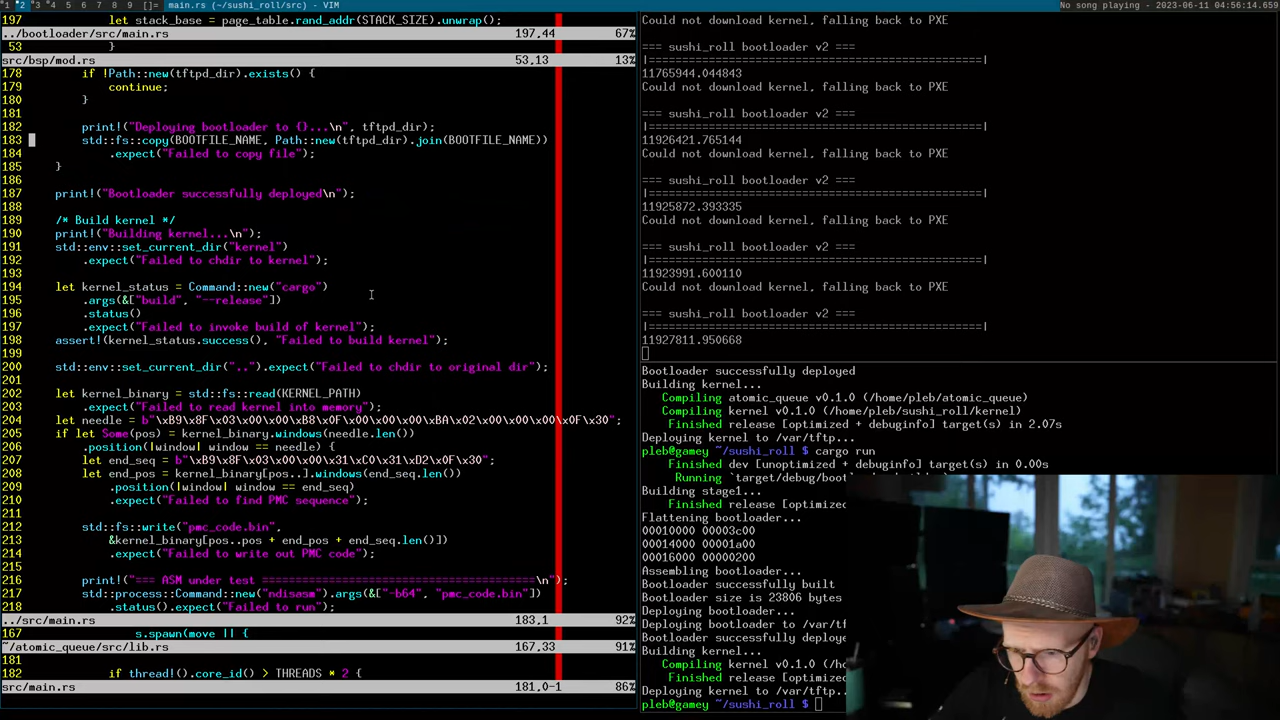 1 2 3 4 5 6 7 8 9 []= main.rs (~/sushi_roll/src) - VIM
No song playing - 2023-06-11 04:56:14.659
197 let stack_base = page_table.rand_addr(STACK_SIZE).unwrap();
../bootloader/src/main.rs 197,44 67%
53 }
src/bsp/mod.rs 53,13 13%
178 if !Path::new(tftpd_dir).exists() {
179 continue;
180 }
181
182 print!("Deploying bootloader to {}...\n", tftpd_dir);
183 std::fs::copy(BOOTFILE_NAME, Path::new(tftpd_dir).join(BOOTFILE_NAME))
184 .expect("Failed to copy file");
185 }
186
187 print!("Bootloader successfully deployed\n");
188
189 /* Build kernel */
190 print!("Building kernel...\n");
191 std::env::set_current_dir("kernel")
192 .expect("Failed to chdir to kernel");
193
194 let kernel_status = Command::new("cargo")
195 .args(&["build", "--release"])
196 .status()
197 .expect("Failed to invoke build of kernel");
198 assert!(kernel_status.success(), "Failed to build kernel");
199
200 std::env::set_current_dir("..").expect("Failed to chdir to original dir");
201
202 let kernel_binary = std::fs::read(KERNEL_PATH)
203 .expect("Failed to read kernel into memory");
204 let needle = b"\xB9\x8F\x03\x00\x00\xB8\x0F\x00\x00\x00\xBA\x02\x00\x00\x00\x0F\x30";
205 if let Some(pos) = kernel_binary.windows(needle.len())
206 .position(|window| window == needle) {
207 let end_seq = b"\xB9\x8F\x03\x00\x00\x31\xC0\x31\xD2\x0F\x30";
208 let end_pos = kernel_binary[pos..].windows(end_seq.len())
209 .position(|window| window == end_seq)
210 .expect("Failed to find PMC sequence");
211
212 std::fs::write("pmc_code.bin",
213 &kernel_binary[pos..pos + end_pos + end_seq.len()])
214 .expect("Failed to write out PMC code");
215
216 print!("=== ASM under test =========================================\n");
217 std::process::Command::new("ndisasm").args(&["-b64", "pmc_code.bin"])
218 .status().expect("Failed to run");
../src/main.rs 183,1 92%
167 s.spawn(move || {
~/atomic_queue/src/lib.rs 167,33 91%
181
182 if thread!().core_id() > THREADS * 2 {
src/main.rs 181,0-1 86%
Could not download kernel, falling back to PXE
=== sushi_roll bootloader v2 ===
|==================================================|
11765944.044843
Could not download kernel, falling back to PXE
=== sushi_roll bootloader v2 ===
|==================================================|
11926421.765144
Could not download kernel, falling back to PXE
=== sushi_roll bootloader v2 ===
|==================================================|
11925872.393335
Could not download kernel, falling back to PXE
=== sushi_roll bootloader v2 ===
|==================================================|
11923991.600110
Could not download kernel, falling back to PXE
=== sushi_roll bootloader v2 ===
|==================================================|
11927811.950668
Bootloader successfully deployed
Building kernel...
Compiling atomic_queue v0.1.0 (/home/pleb/atomic_queue)
Compiling kernel v0.1.0 (/home/pleb/sushi_roll/kernel)
Finished release [optimized + debuginfo] target(s) in 2.07s
Deploying kernel to /var/tftp...
pleb@gamey ~/sushi_roll $ cargo run
Finished dev [unoptimized + debuginfo] target(s) in 0.00s
Running `target/debug/boot
Building stage1...
Finished release [optimized
Flattening bootloader...
00010000 00003c00
00014000 00001a00
00016000 00000200
Assembling bootloader...
Bootloader successfully built
Bootloader size is 23806 bytes
Deploying bootloader...
Deploying bootloader to /var/tf
Bootloader successfully deploye
Building kernel...
Compiling kernel v0.1.0 (/ho
Finished release [optimized
Deploying kernel to /var/tftp..
pleb@gamey ~/sushi_roll $